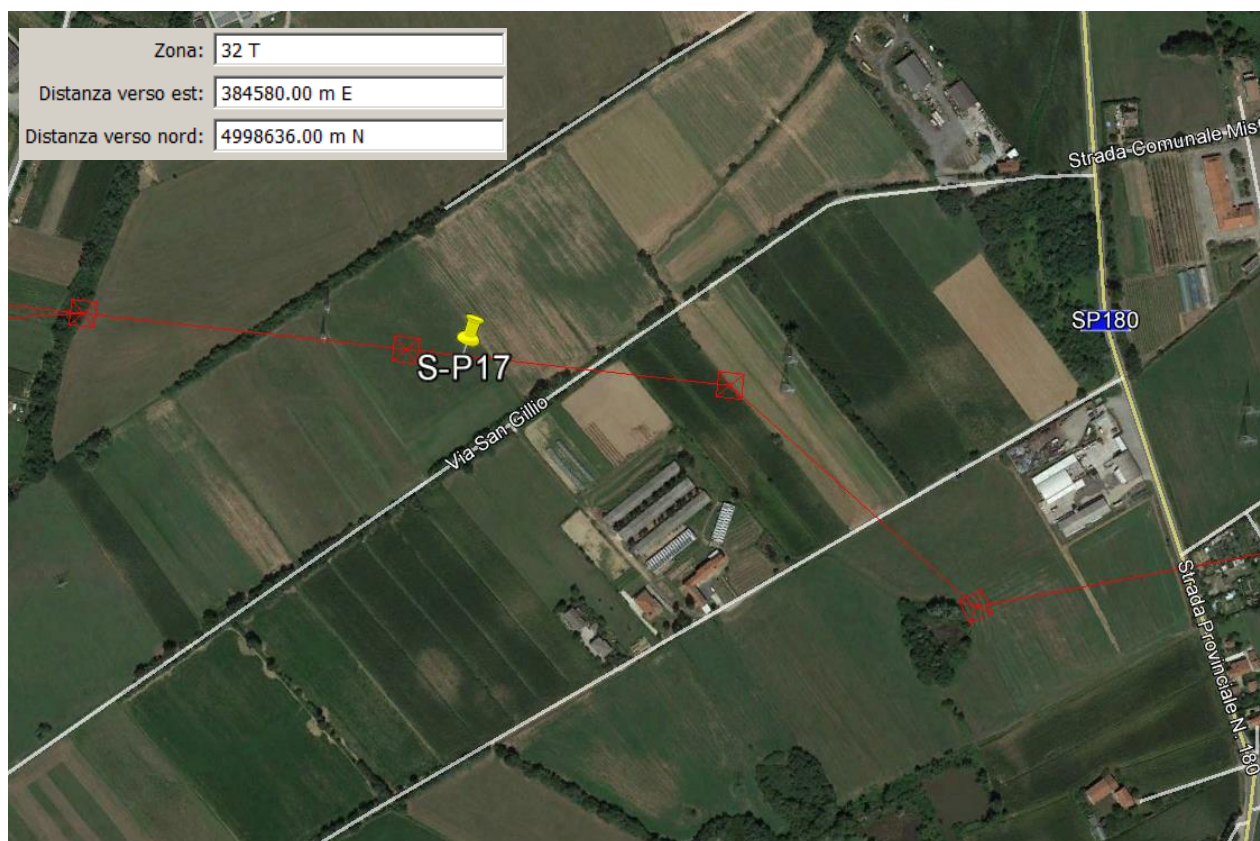 Zona: 32 T
Distanza verso est: 384580.00 m E
Distanza verso nord: 4998636.00 m N
Strada Comunale Mist
SP180
S-P17
Via San Gillio
Strada Provinciale N. 180